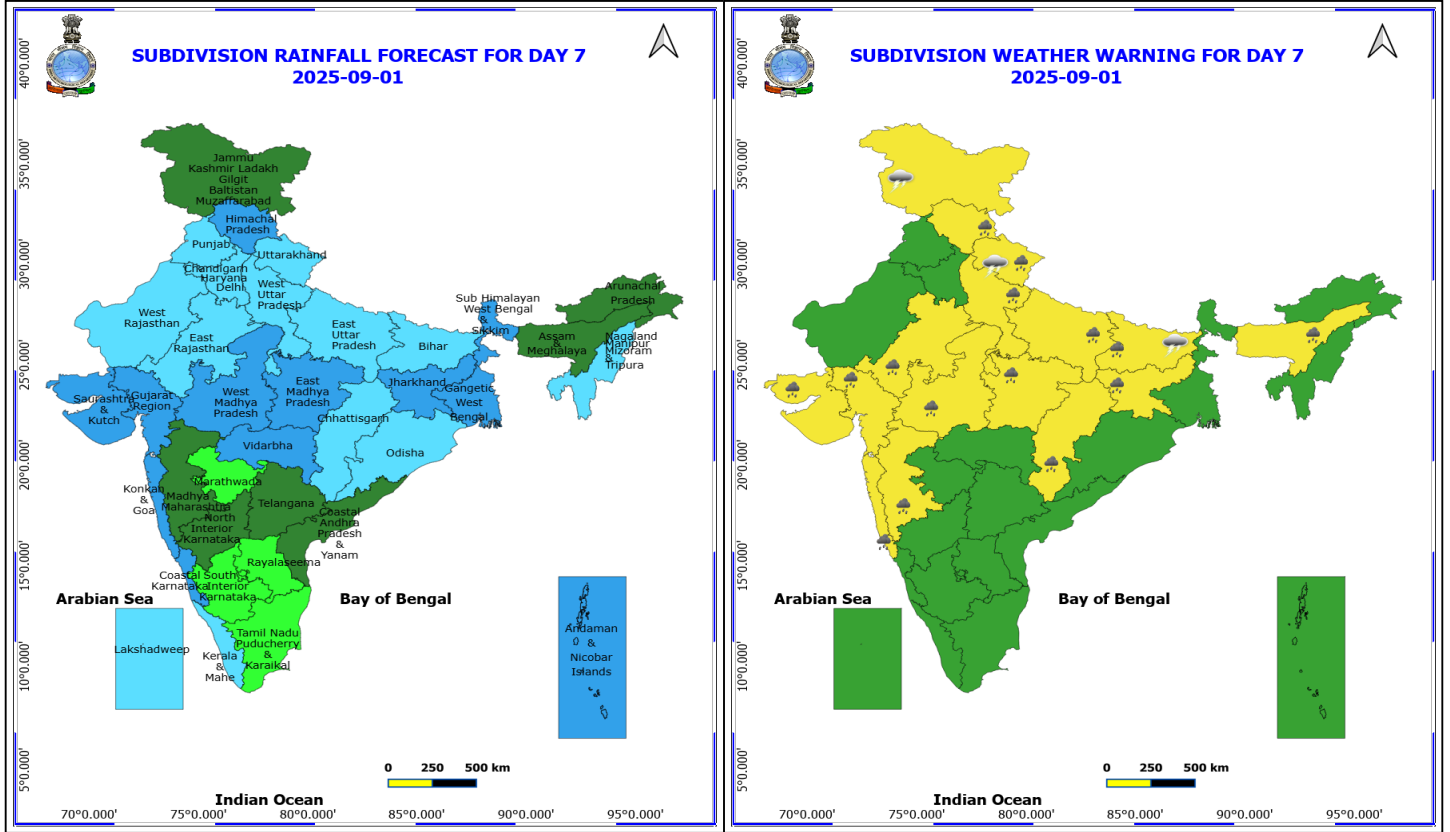 SUBDIVISION RAINFALL FORECAST FOR DAY 7
2025-09-01
40°0.000'
35°0.000'
30°0.000'
25°0.000'
20°0.000'
15°0.000'
10°0.000'
5°0.000'
Jammu
Kashmir Ladakh
Gilgit
Baltistan
Muzaffarabad
Himachal
Pradesh
Punjab
Uttarakhand
Chandigarh
Haryana
Delhi
West
Uttar
Pradesh
West
Rajasthan
East
Rajasthan
East
Uttar
Pradesh
Bihar
Sub Himalayan
West Bengal
&
Sikkim
Arunachal
Pradesh
Assam
&
Meghalaya
Nagaland
Manipur
Mizoram
&
Tripura
Saurashtra
&
Kutch
Gujarat
Region
West
Madhya
Pradesh
East
Madhya
Pradesh
Jharkhand
Gangetic
West
Bengal
Chhattisgarh
Odisha
Vidarbha
Marathwada
Konkan
&
Goa
Madhya
Maharashtra
North
Interior
Karnataka
Telangana
Coastal
Andhra
Pradesh
&
Yanam
Rayalaseema
Coastal
Karnataka
South
Interior
Karnataka
Tamil Nadu
Puducherry
&
Karaikal
Kerala
&
Mahe
Arabian Sea
Bay of Bengal
Lakshadweep
Andaman
&
Nicobar
Islands
0 250 500 km
Indian Ocean
70°0.000' 75°0.000' 80°0.000' 85°0.000' 90°0.000' 95°0.000'
SUBDIVISION WEATHER WARNING FOR DAY 7
2025-09-01
40°0.000'
35°0.000'
30°0.000'
25°0.000'
20°0.000'
15°0.000'
10°0.000'
5°0.000'
Arabian Sea
Bay of Bengal
0 250 500 km
Indian Ocean
70°0.000' 75°0.000' 80°0.000' 85°0.000' 90°0.000' 95°0.000'